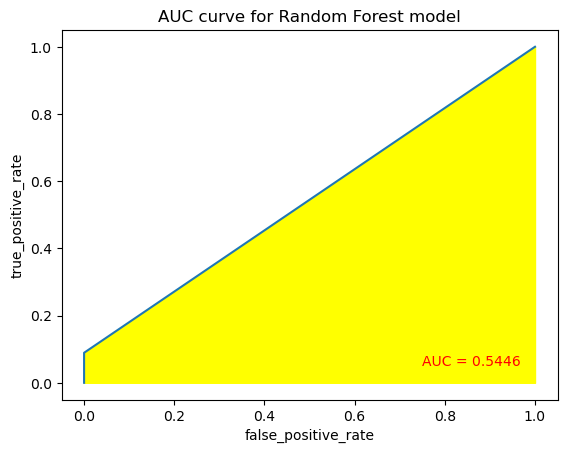 AUC curve for Random Forest model
1.0
0.8
0.6
0.4
0.2
0.0
true_positive_rate
AUC = 0.5446
0.0 0.2 0.4 0.6 0.8 1.0
false_positive_rate